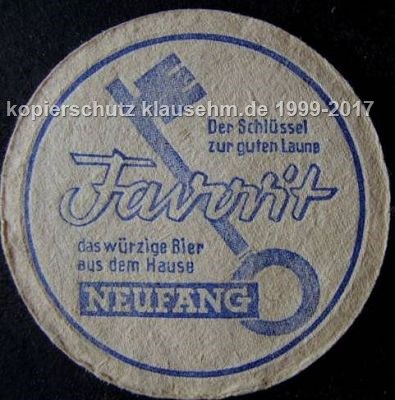 kopierschutz klausehm.de 1999-2017
Der Schlüssel
zur guten Laune
Favorit
das würzige Bier
aus dem Hause
NEUFANG